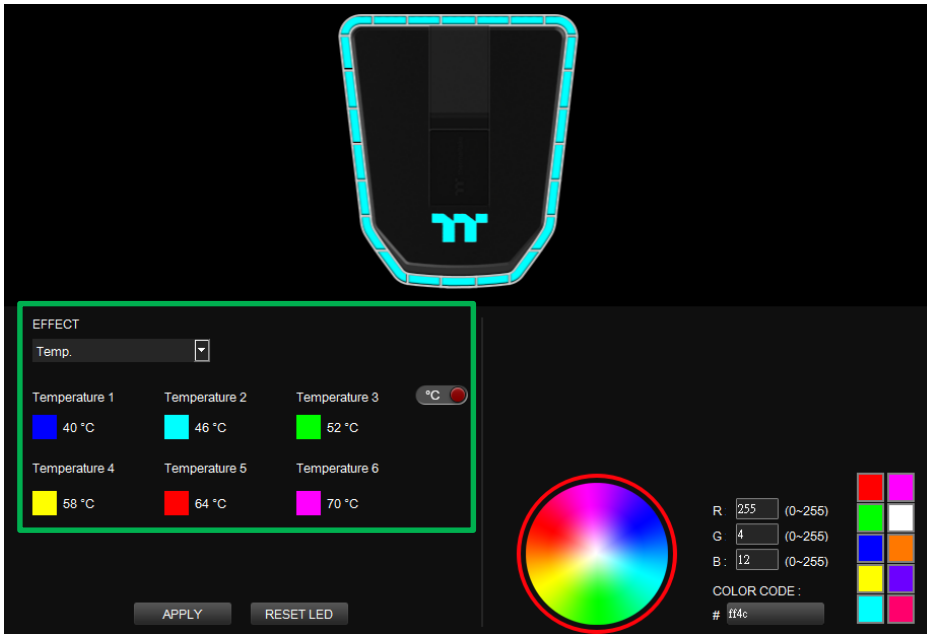 EFFECT
Temp.
Temperature 1 Temperature 2 Temperature 3 °C
40 °C 46 °C 52 °C
Temperature 4 Temperature 5 Temperature 6
58 °C 64 °C 70 °C
R 255 (0~255)
G 4 (0~255)
B : 12 (0~255)
COLOR CODE :
# ff4c
APPLY RESET LED